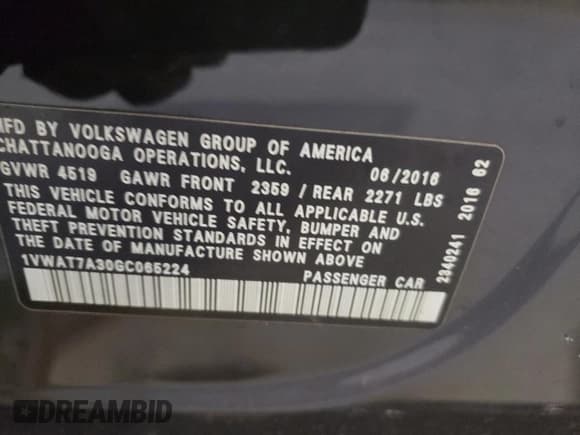 MFD BY VOLKSWAGEN GROUP OF AMERICA
CHATTANOOGA OPERATIONS, LLC. 06/2016
GVWR 4519 GAWR FRONT 2359 / REAR 2271 LBS
THIS VEHICLE CONFORMS TO ALL APPLICABLE U.S.
FEDERAL MOTOR VEHICLE SAFETY, BUMPER AND
THEFT PREVENTION STANDARDS IN EFFECT ON
THE DATE OF MANUFACTURE SHOWN ABOVE
1VWAT7A30GC065224 PASSENGER CAR
2340241 2016 62
DREAMBID